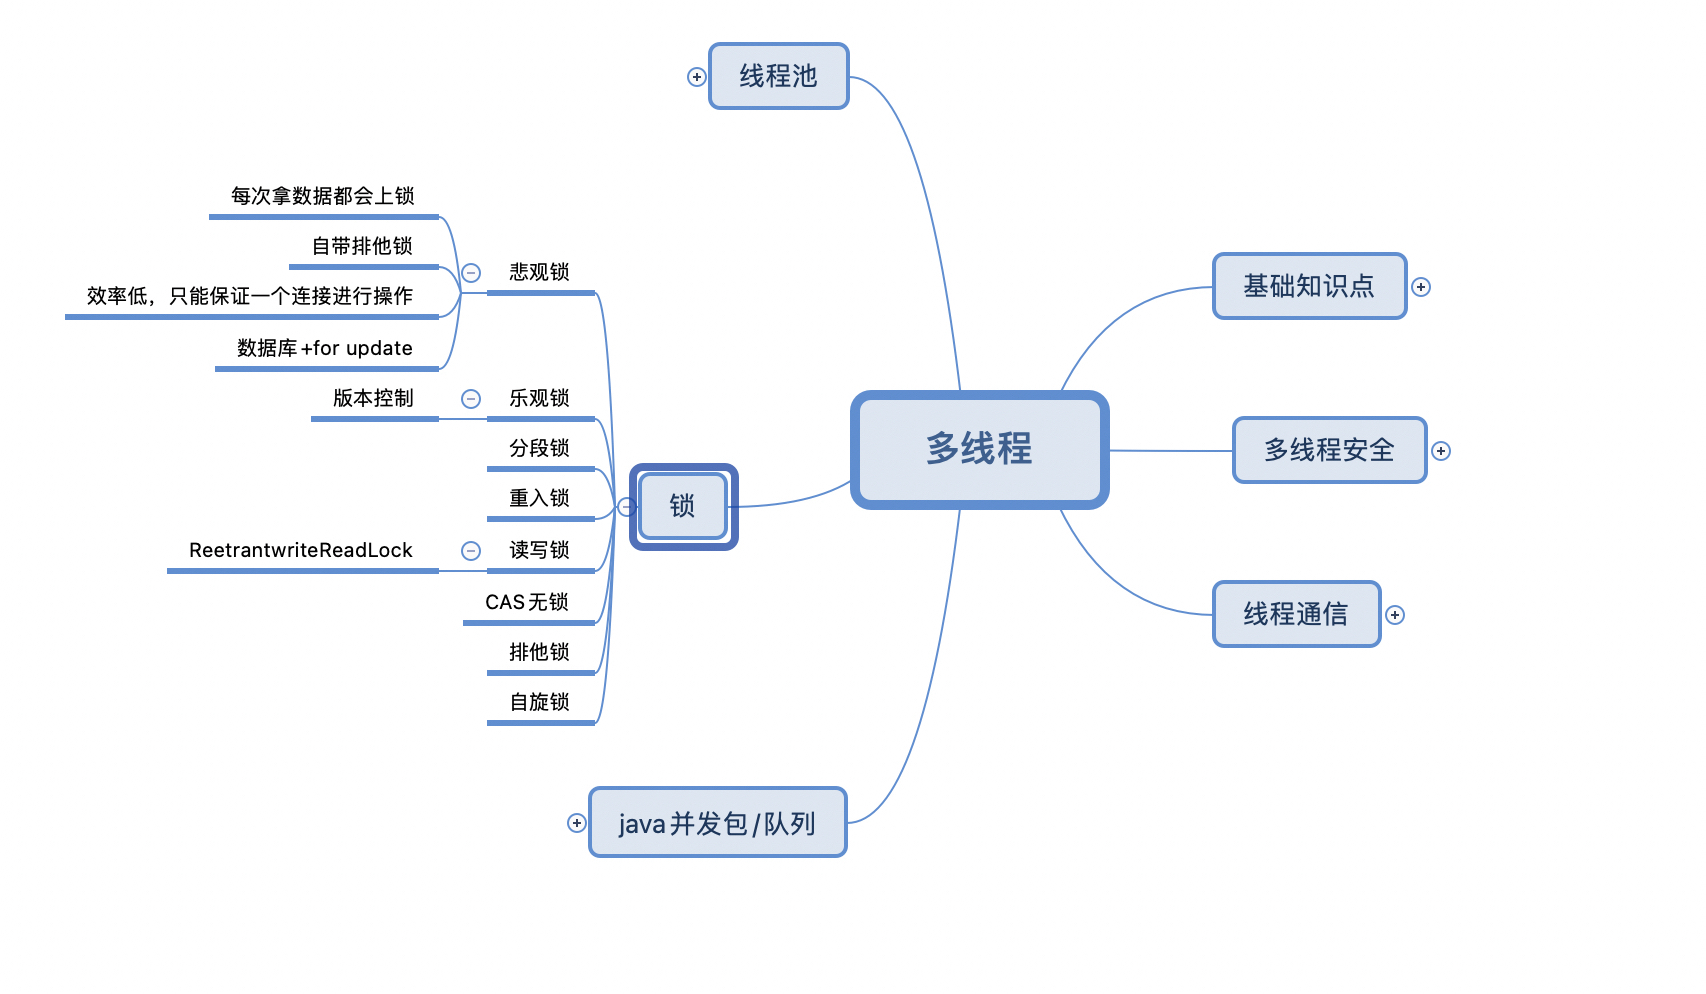 线程池
每次拿数据都会上锁
自带排他锁
悲观锁
效率低，只能保证一个连接进行操作
数据库+for update
版本控制
乐观锁
分段锁
重入锁
锁
ReetrantwriteReadLock
读写锁
CAS无锁
排他锁
自旋锁
java并发包/队列
多线程
基础知识点
多线程安全
线程通信